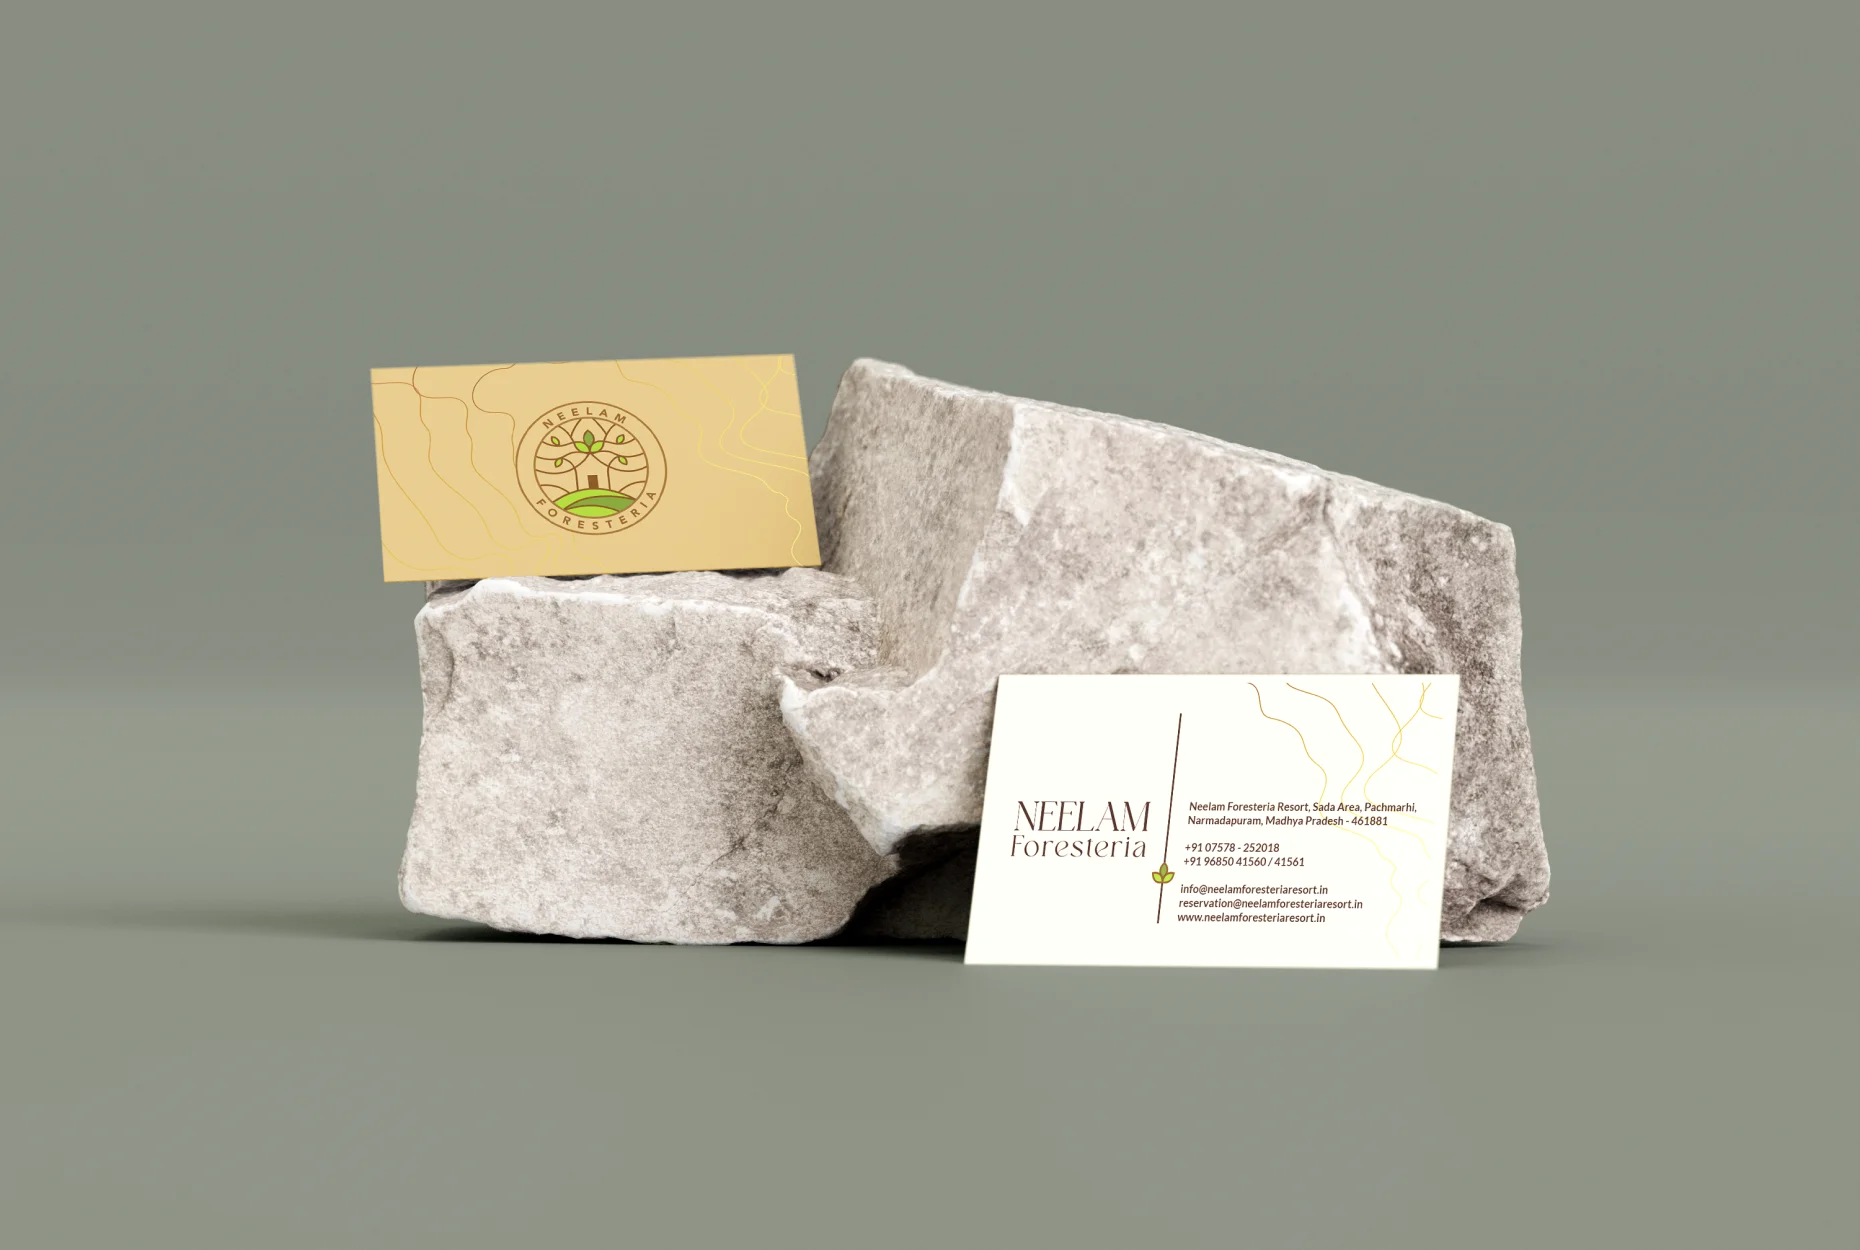 NEELAM
FORESTERIA
NEELAM
Foresteria
Neelam Foresteria Resort, Sada Area, Pachmarhi,
Narmadapuram, Madhya Pradesh - 461881
+91 07578 - 252018
+91 96850 41560 / 41561
info@neelamforesteriaresort.in
reservation@neelamforesteriaresort.in
www.neelamforesteriaresort.in